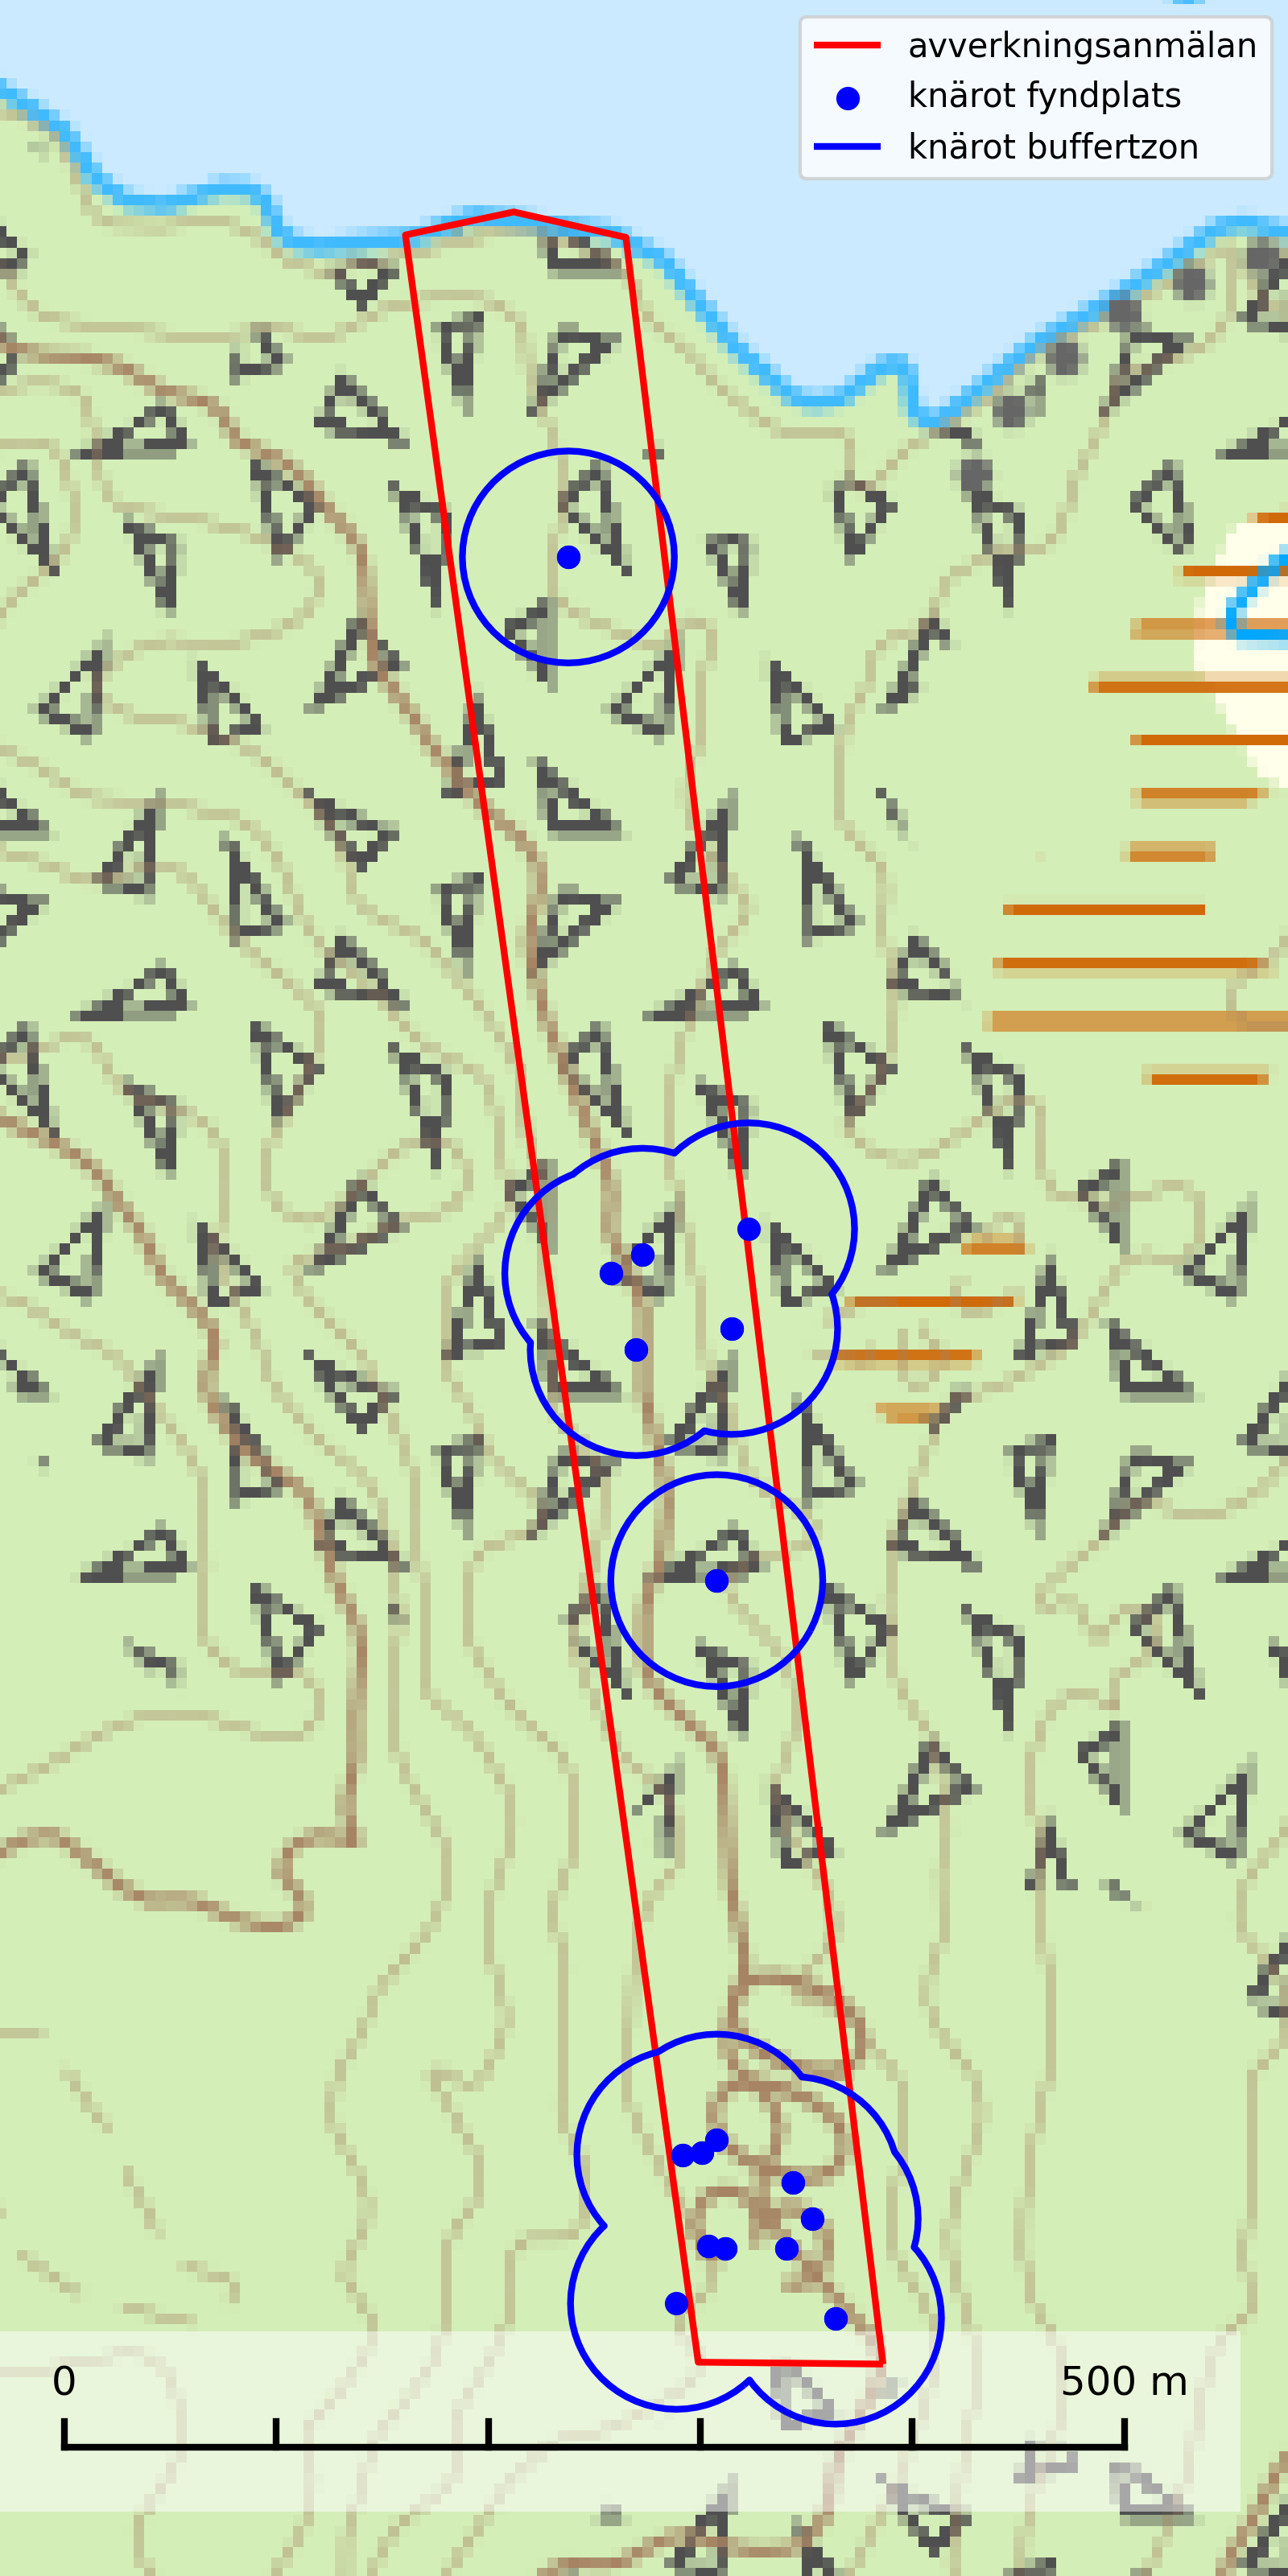 avverkningsanmälan
knärot fyndplats
knärot buffertzon
0
500 m